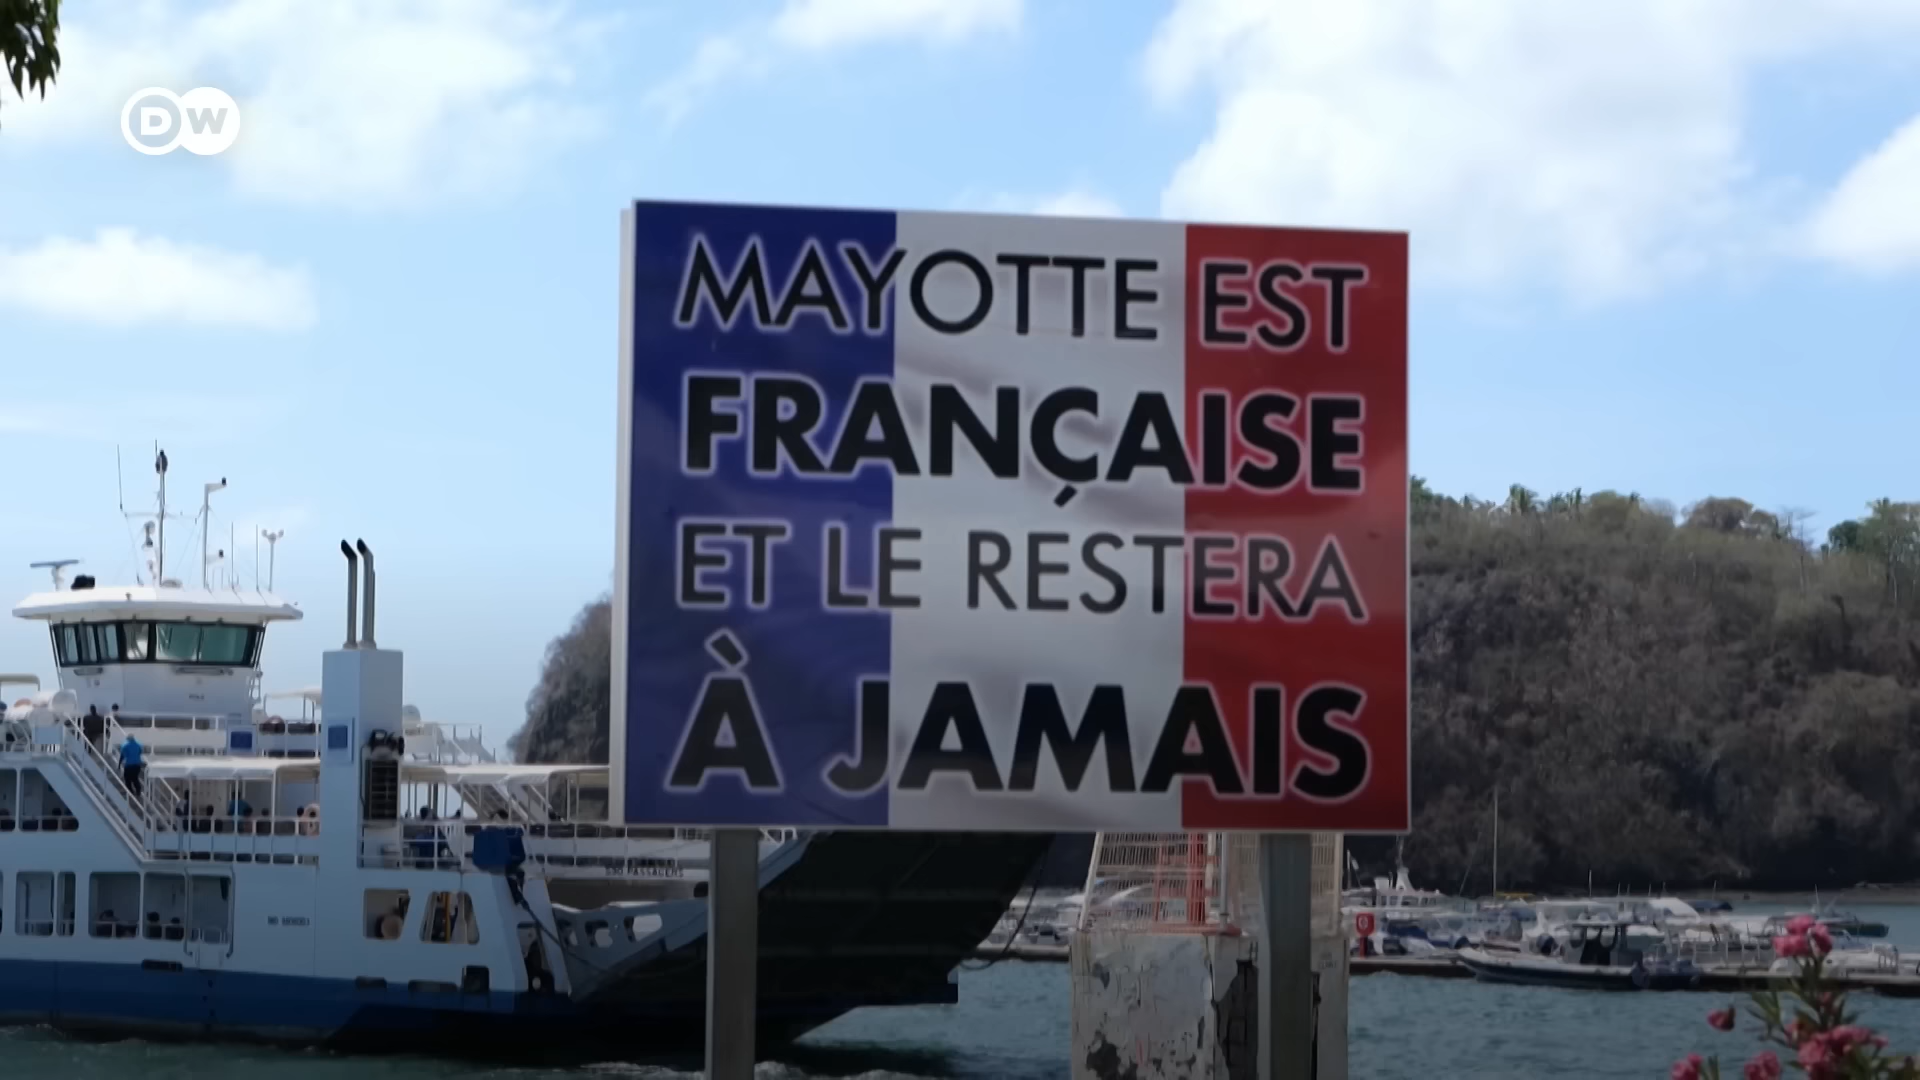 DW
MAYOTTE EST
FRANÇAISE
ET LE RESTERA
À JAMAIS